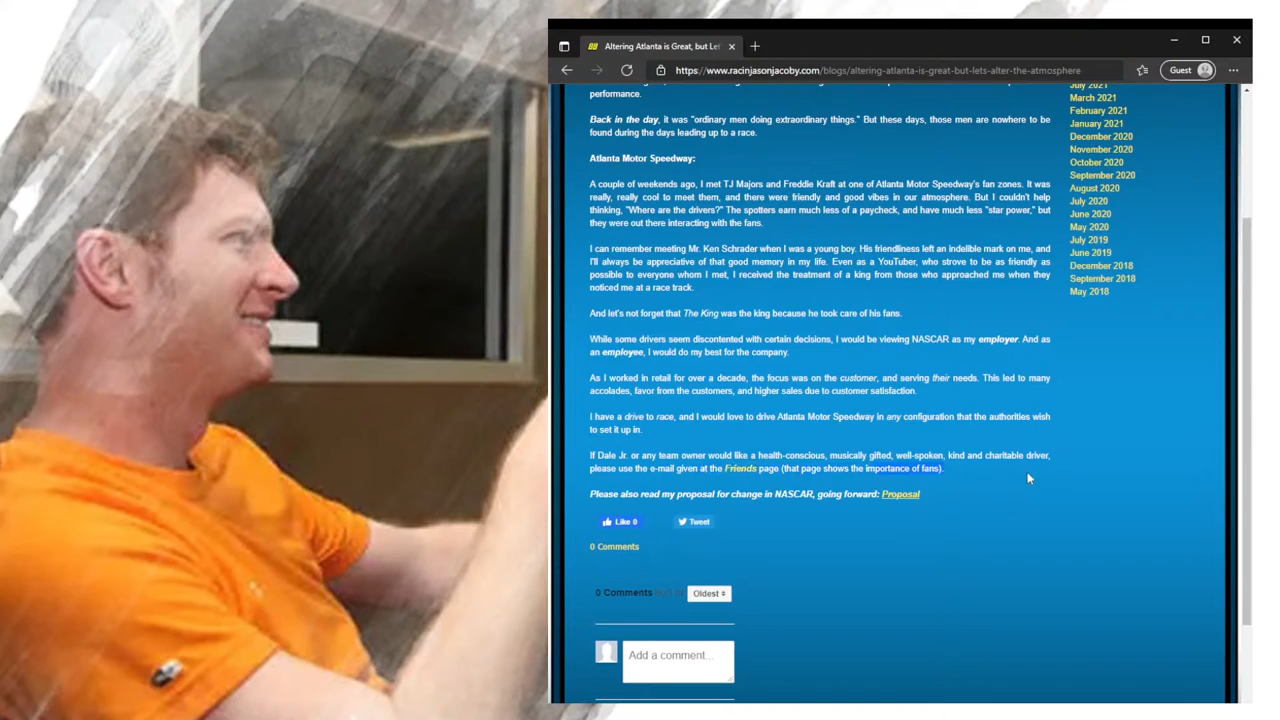 Altering Atlanta is Great, but Let
https://www.racinjasonjacoby.com/blogs/altering-atlanta-is-great-but-lets-alter-the-atmosphere
Guest
performance.
Back in the day, it was "ordinary men doing extraordinary things." But these days, those men are nowhere to be
found during the days leading up to a race.
Atlanta Motor Speedway:
A couple of weekends ago, I met TJ Majors and Freddie Kraft at one of Atlanta Motor Speedway's fan zones. It was
really, really cool to meet them, and there were friendly and good vibes in our atmosphere. But I couldn't help
thinking, "Where are the drivers?" The spotters earn much less of a paycheck, and have much less "star power," but
they were out there interacting with the fans.
I can remember meeting Mr. Ken Schrader when I was a young boy. His friendliness left an indelible mark on me, and
I'll always be appreciative of that good memory in my life. Even as a YouTuber, who strove to be as friendly as
possible to everyone whom I met, I received the treatment of a king from those who approached me when they
noticed me at a race track.
And let's not forget that The King was the king because he took care of his fans.
While some drivers seem discontented with certain decisions, I would be viewing NASCAR as my employer. And as
an employee, I would do my best for the company.
As I worked in retail for over a decade, the focus was on the customer, and serving their needs. This led to many
accolades, favor from the customers, and higher sales due to customer satisfaction.
I have a drive to race, and I would love to drive Atlanta Motor Speedway in any configuration that the authorities wish
to set it up in.
If Dale Jr. or any team owner would like a health-conscious, musically gifted, well-spoken, kind and charitable driver,
please use the e-mail given at the Friends page (that page shows the importance of fans).
Please also read my proposal for change in NASCAR, going forward: Proposal
Like 0
Tweet
0 Comments
0 Comments
Oldest
Add a comment...
July 2021
March 2021
February 2021
January 2021
December 2020
November 2020
October 2020
September 2020
August 2020
July 2020
June 2020
May 2020
July 2019
June 2019
December 2018
September 2018
May 2018